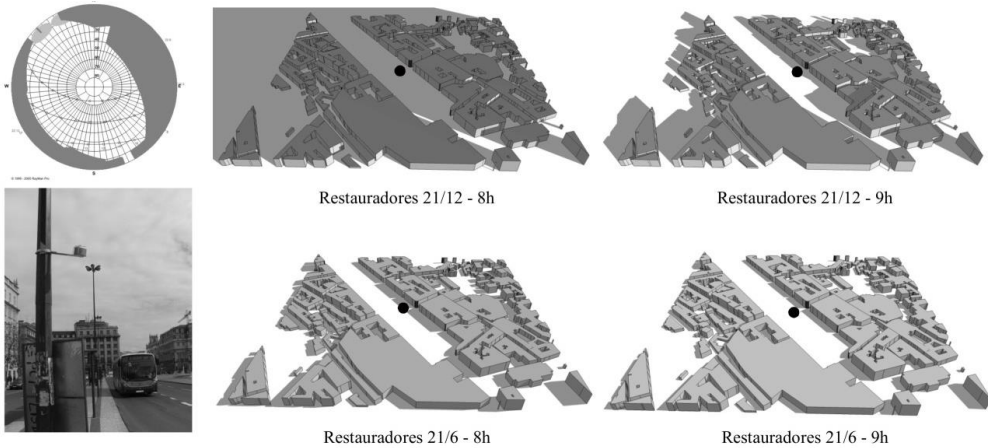 W
E
Restauradores 21/12 - 8h
Restauradores 21/12 - 9h
Restauradores 21/6 - 8h
Restauradores 21/6 - 9h